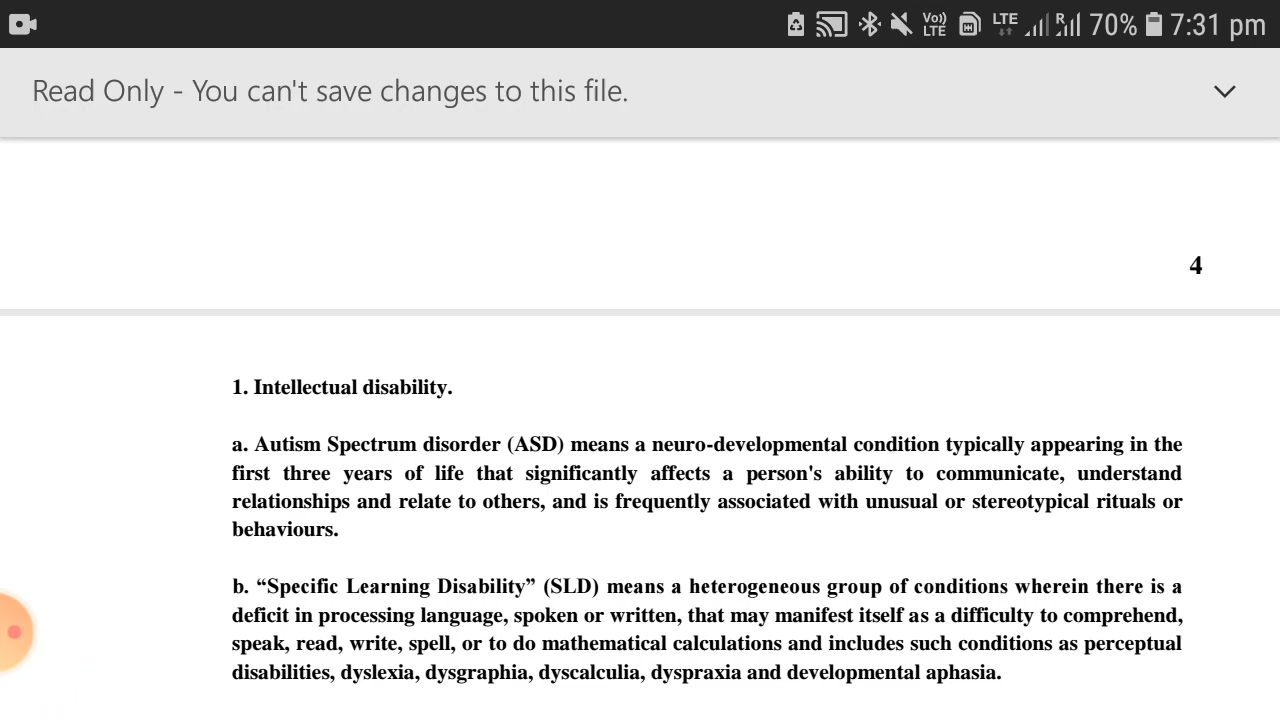 Vo)) LTE LTE R 70% 7:31 pm
Read Only - You can't save changes to this file.
4
1. Intellectual disability.
a. Autism Spectrum disorder (ASD) means a neuro-developmental condition typically appearing in the
first three years of life that significantly affects a person's ability to communicate, understand
relationships and relate to others, and is frequently associated with unusual or stereotypical rituals or
behaviours.
b. “Specific Learning Disability” (SLD) means a heterogeneous group of conditions wherein there is a
deficit in processing language, spoken or written, that may manifest itself as a difficulty to comprehend,
speak, read, write, spell, or to do mathematical calculations and includes such conditions as perceptual
disabilities, dyslexia, dysgraphia, dyscalculia, dyspraxia and developmental aphasia.